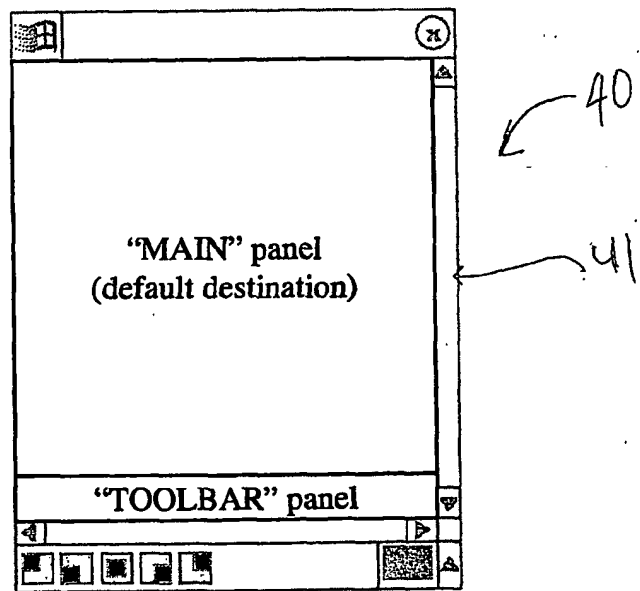 x
40
"MAIN" panel
(default destination)
41
"TOOLBAR" panel